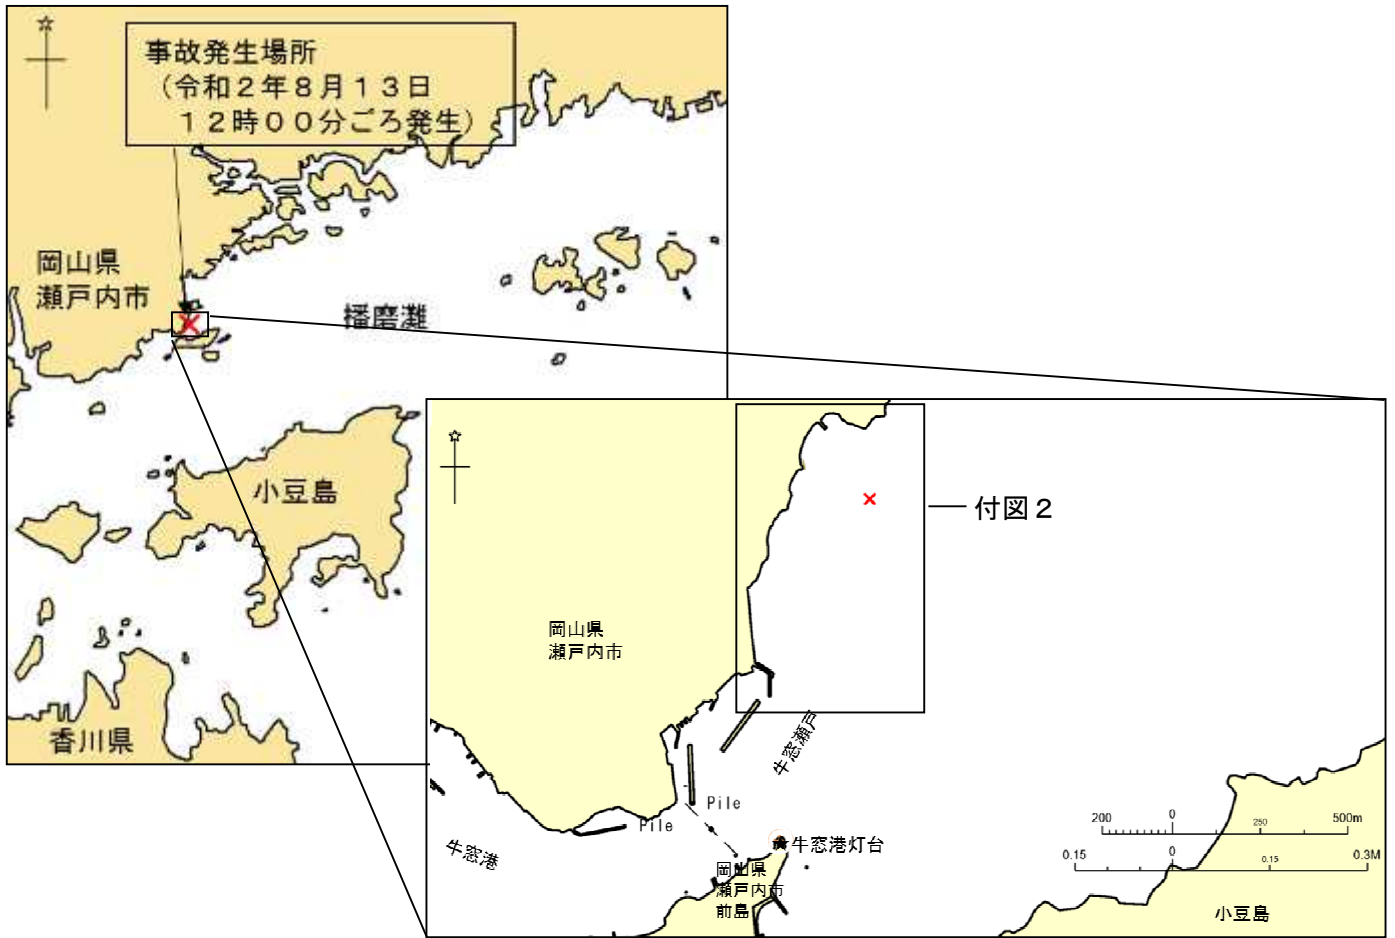 事故発生場所
（令和２年８月１３日
１２時００分ごろ発生）
岡山県
瀬戸内市
播磨灘
小豆島
香川県
付図２
岡山県
瀬戸内市
牛窓瀬戸
Pile
Pile
牛窓港
牛窓港灯台
岡山県
瀬戸内市
前島
200 0 250 500m
0.15 0 0.15 0.3M
小豆島